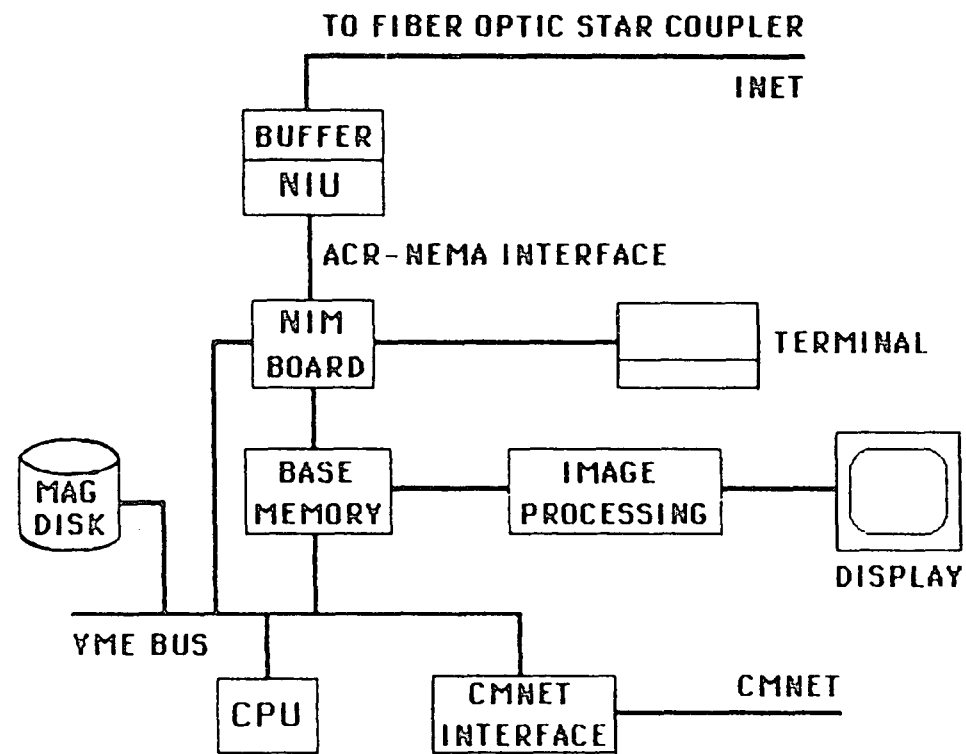 TO FIBER OPTIC STAR COUPLER
INET
BUFFER
NIU
ACR-NEMA INTERFACE
NIM
BOARD
TERMINAL
MAG
DISK
BASE
MEMORY
IMAGE
PROCESSING
DISPLAY
VME BUS
CPU
CMNET
INTERFACE
CMNET